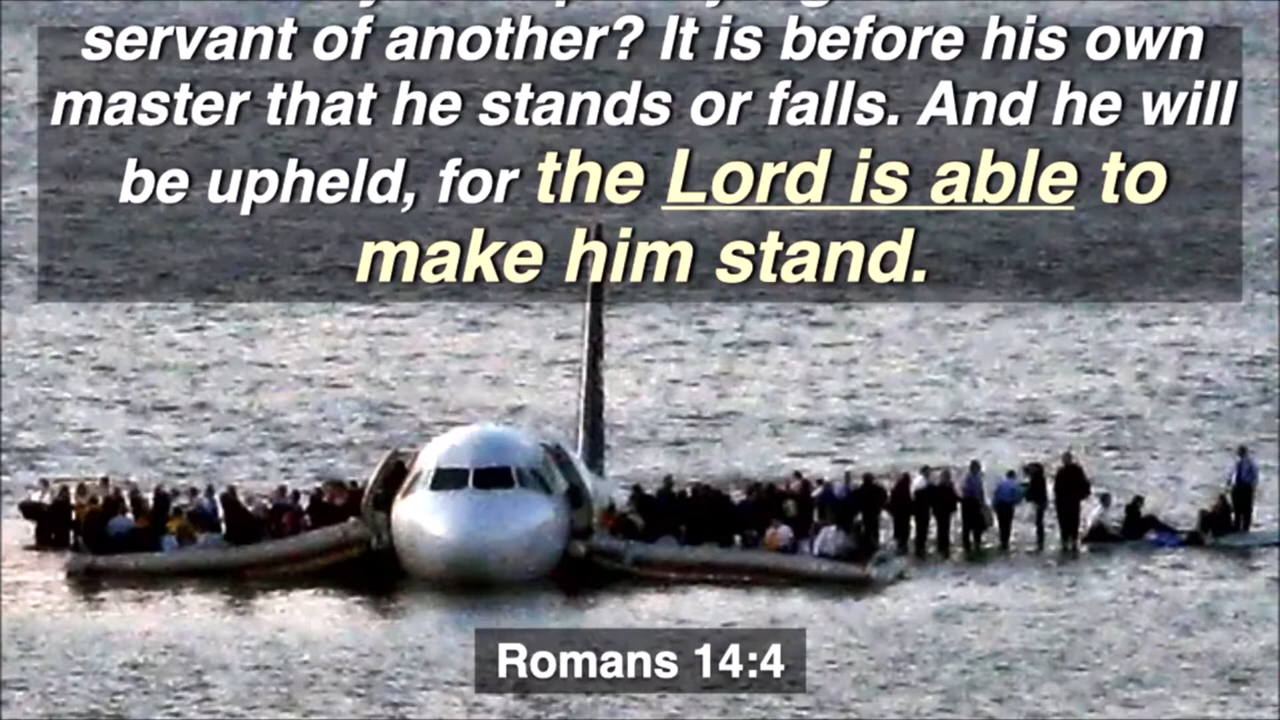 servant of another? It is before his own
master that he stands or falls. And he will
be upheld, for the Lord is able to
make him stand.
Romans 14:4